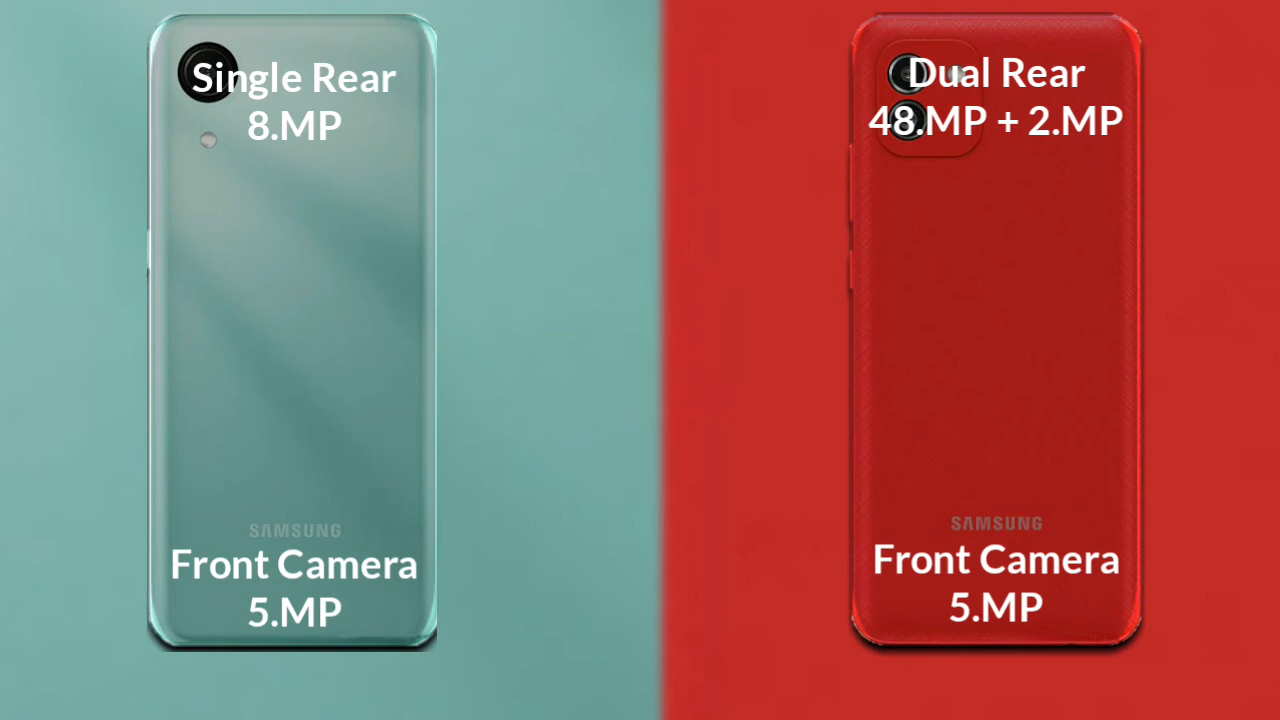 Single Rear
8.MP
SAMSUNG
Front Camera
5.MP
Dual Rear
48.MP + 2.MP
SAMSUNG
Front Camera
5.MP